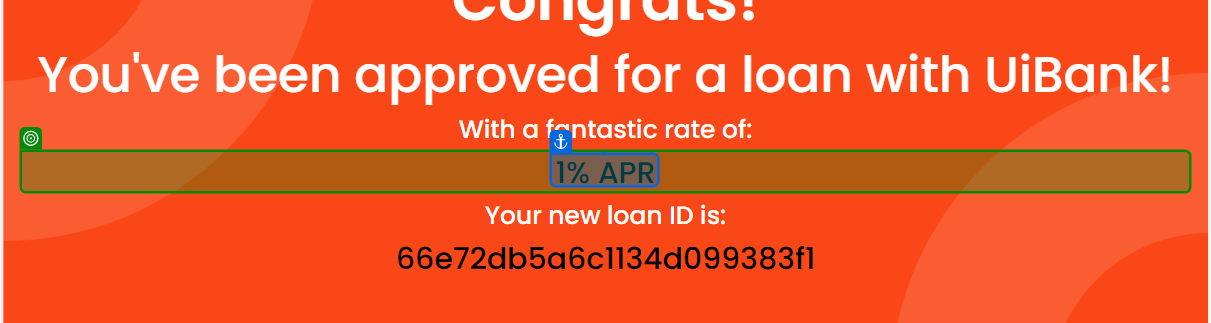 Congrats!
You've been approved for a loan with UiBank!
With a fantastic rate of:
1% APR
Your new loan ID is:
66e72db5a6c1134d099383f1